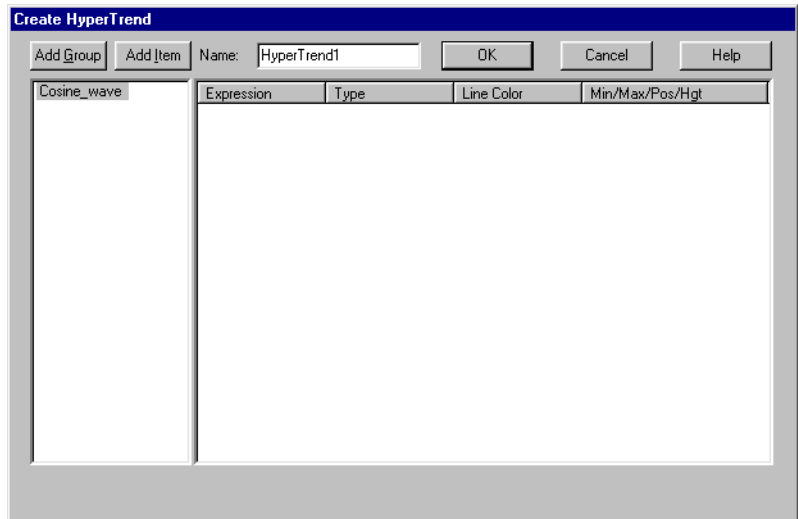 Create HyperTrend
Add Group Add Item Name: HyperTrend1 OK Cancel Help
Cosine_wave Expression Type Line Color Min/Max/Pos/Hgt